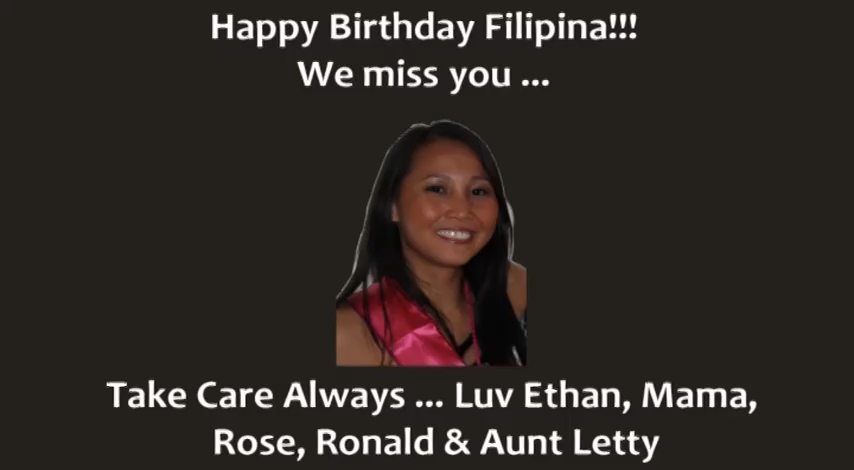 Happy Birthday Filipina!!!
We miss you ...
Take Care Always ... Luv Ethan, Mama,
Rose, Ronald & Aunt Letty